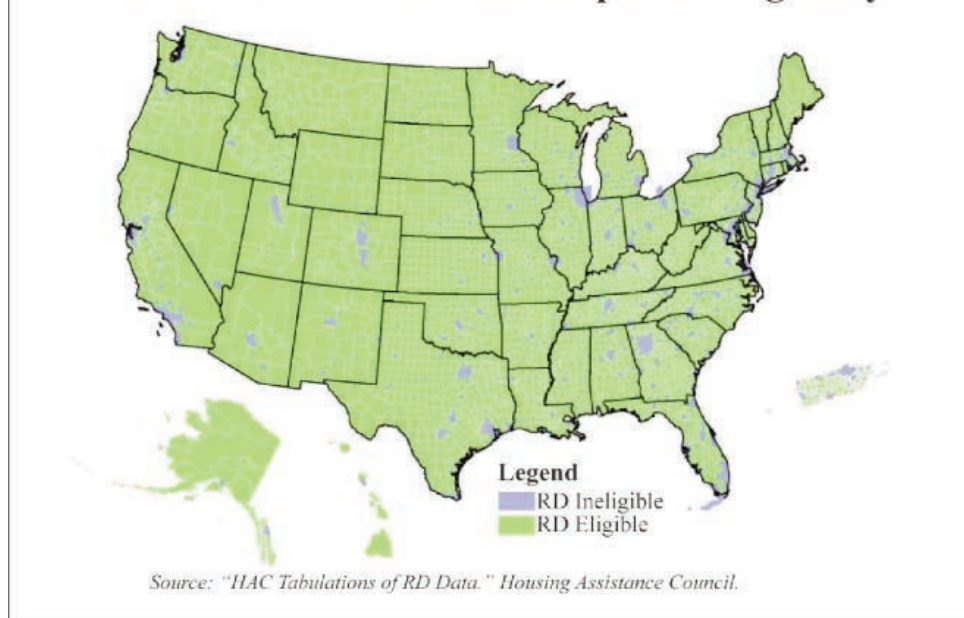 Legend
RD Ineligible
RD Eligible
Source: “HAC Tabulations of RD Data.” Housing Assistance Council.